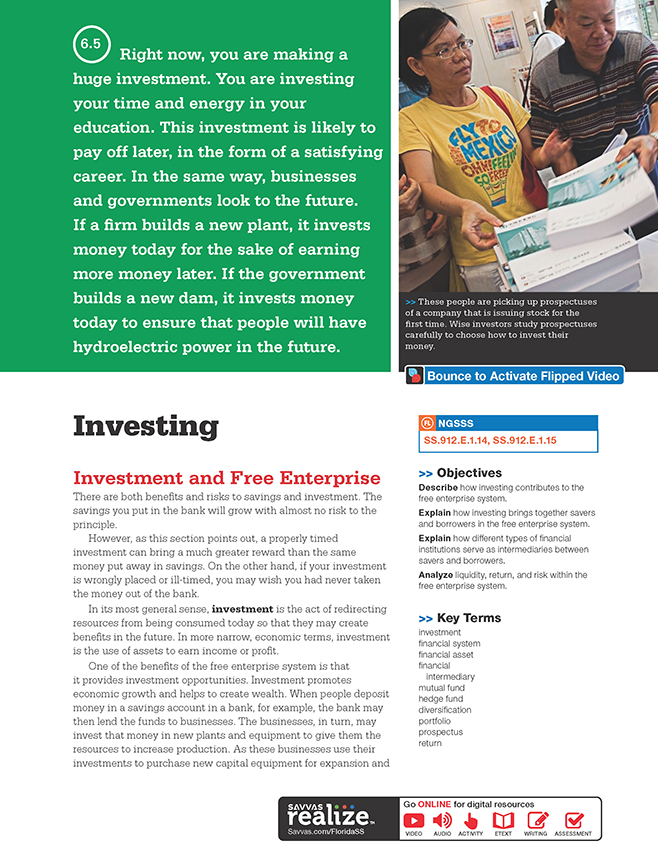 6.5
Right now, you are making a
huge investment. You are investing
your time and energy in your
education. This investment is likely to
pay off later, in the form of a satisfying
career. In the same way, businesses
and governments look to the future.
If a firm builds a new plant, it invests
money today for the sake of earning
more money later. If the government
builds a new dam, it invests money
today to ensure that people will have
hydroelectric power in the future.
FLY
MEXICO
>> These people are picking up prospectuses
of a company that is issuing stock for the
first time. Wise investors study prospectuses
carefully to choose how to invest their
money.
Bounce to Activate Flipped Video
Investing
Investment and Free Enterprise
There are both benefits and risks to savings and investment. The
savings you put in the bank will grow with almost no risk to the
principle.
However, as this section points out, a properly timed
investment can bring a much greater reward than the same
money put away in savings. On the other hand, if your investment
is wrongly placed or ill-timed, you may wish you had never taken
the money out of the bank.
In its most general sense, investment is the act of redirecting
resources from being consumed today so that they may create
benefits in the future. In more narrow, economic terms, investment
is the use of assets to earn income or profit.
One of the benefits of the free enterprise system is that
it provides investment opportunities. Investment promotes
economic growth and helps to create wealth. When people deposit
money in a savings account in a bank, for example, the bank may
then lend the funds to businesses. The businesses, in turn, may
invest that money in new plants and equipment to give them the
resources to increase production. As these businesses use their
investments to purchase new capital equipment for expansion and
FL NGSSS
SS.912.E.1.14, SS.912.E.1.15
>> Objectives
Describe how investing contributes to the
free enterprise system.
Explain how investing brings together savers
and borrowers in the free enterprise system.
Explain how different types of financial
institutions serve as intermediaries between
savers and borrowers.
Analyze liquidity, return, and risk within the
free enterprise system.
>> Key Terms
investment
financial system
financial asset
financial
intermediary
mutual fund
hedge fund
diversification
portfolio
prospectus
return
SAVVAS
realize™
Savvas.com/FloridaSS
Go ONLINE for digital resources
VIDEO AUDIO ACTIVITY ETEXT WRITING ASSESSMENT